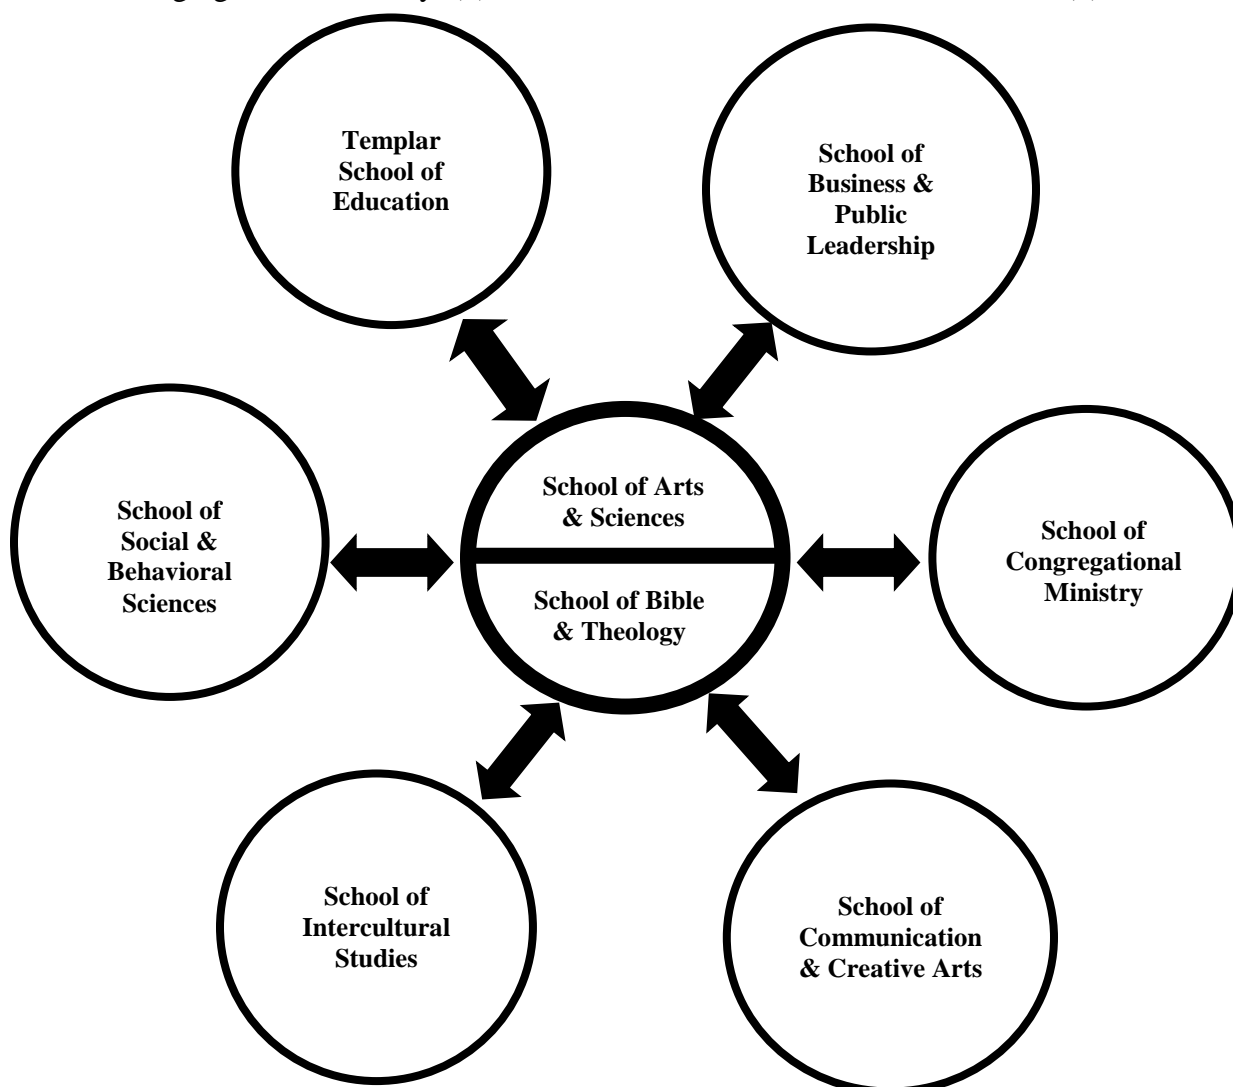 Templar
School of
Education
School of
Business &
Public
Leadership
School of
Social &
Behavioral
Sciences
School of Arts
& Sciences
School of Bible
& Theology
School of
Congregational
Ministry
School of
Intercultural
Studies
School of
Communication
& Creative Arts